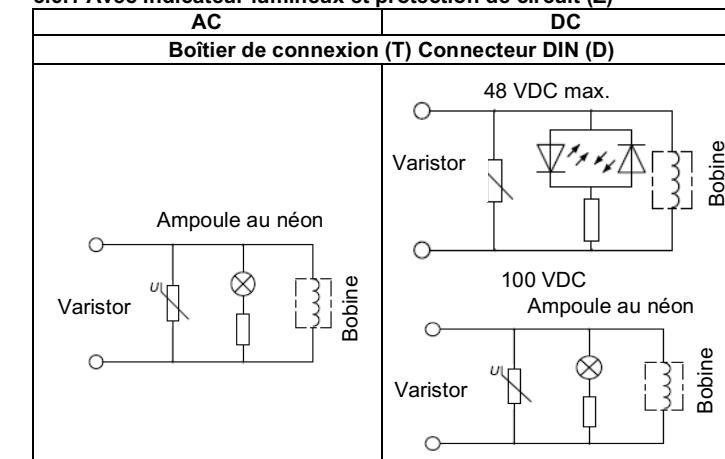 AC
DC
Boîtier de connexion (T) Connecteur DIN (D)
Ampoule au néon
U
Varistor
Bobine
48 VDC max.
Varistor
Bobine
100 VDC
Ampoule au néon
U
Varistor
Bobine